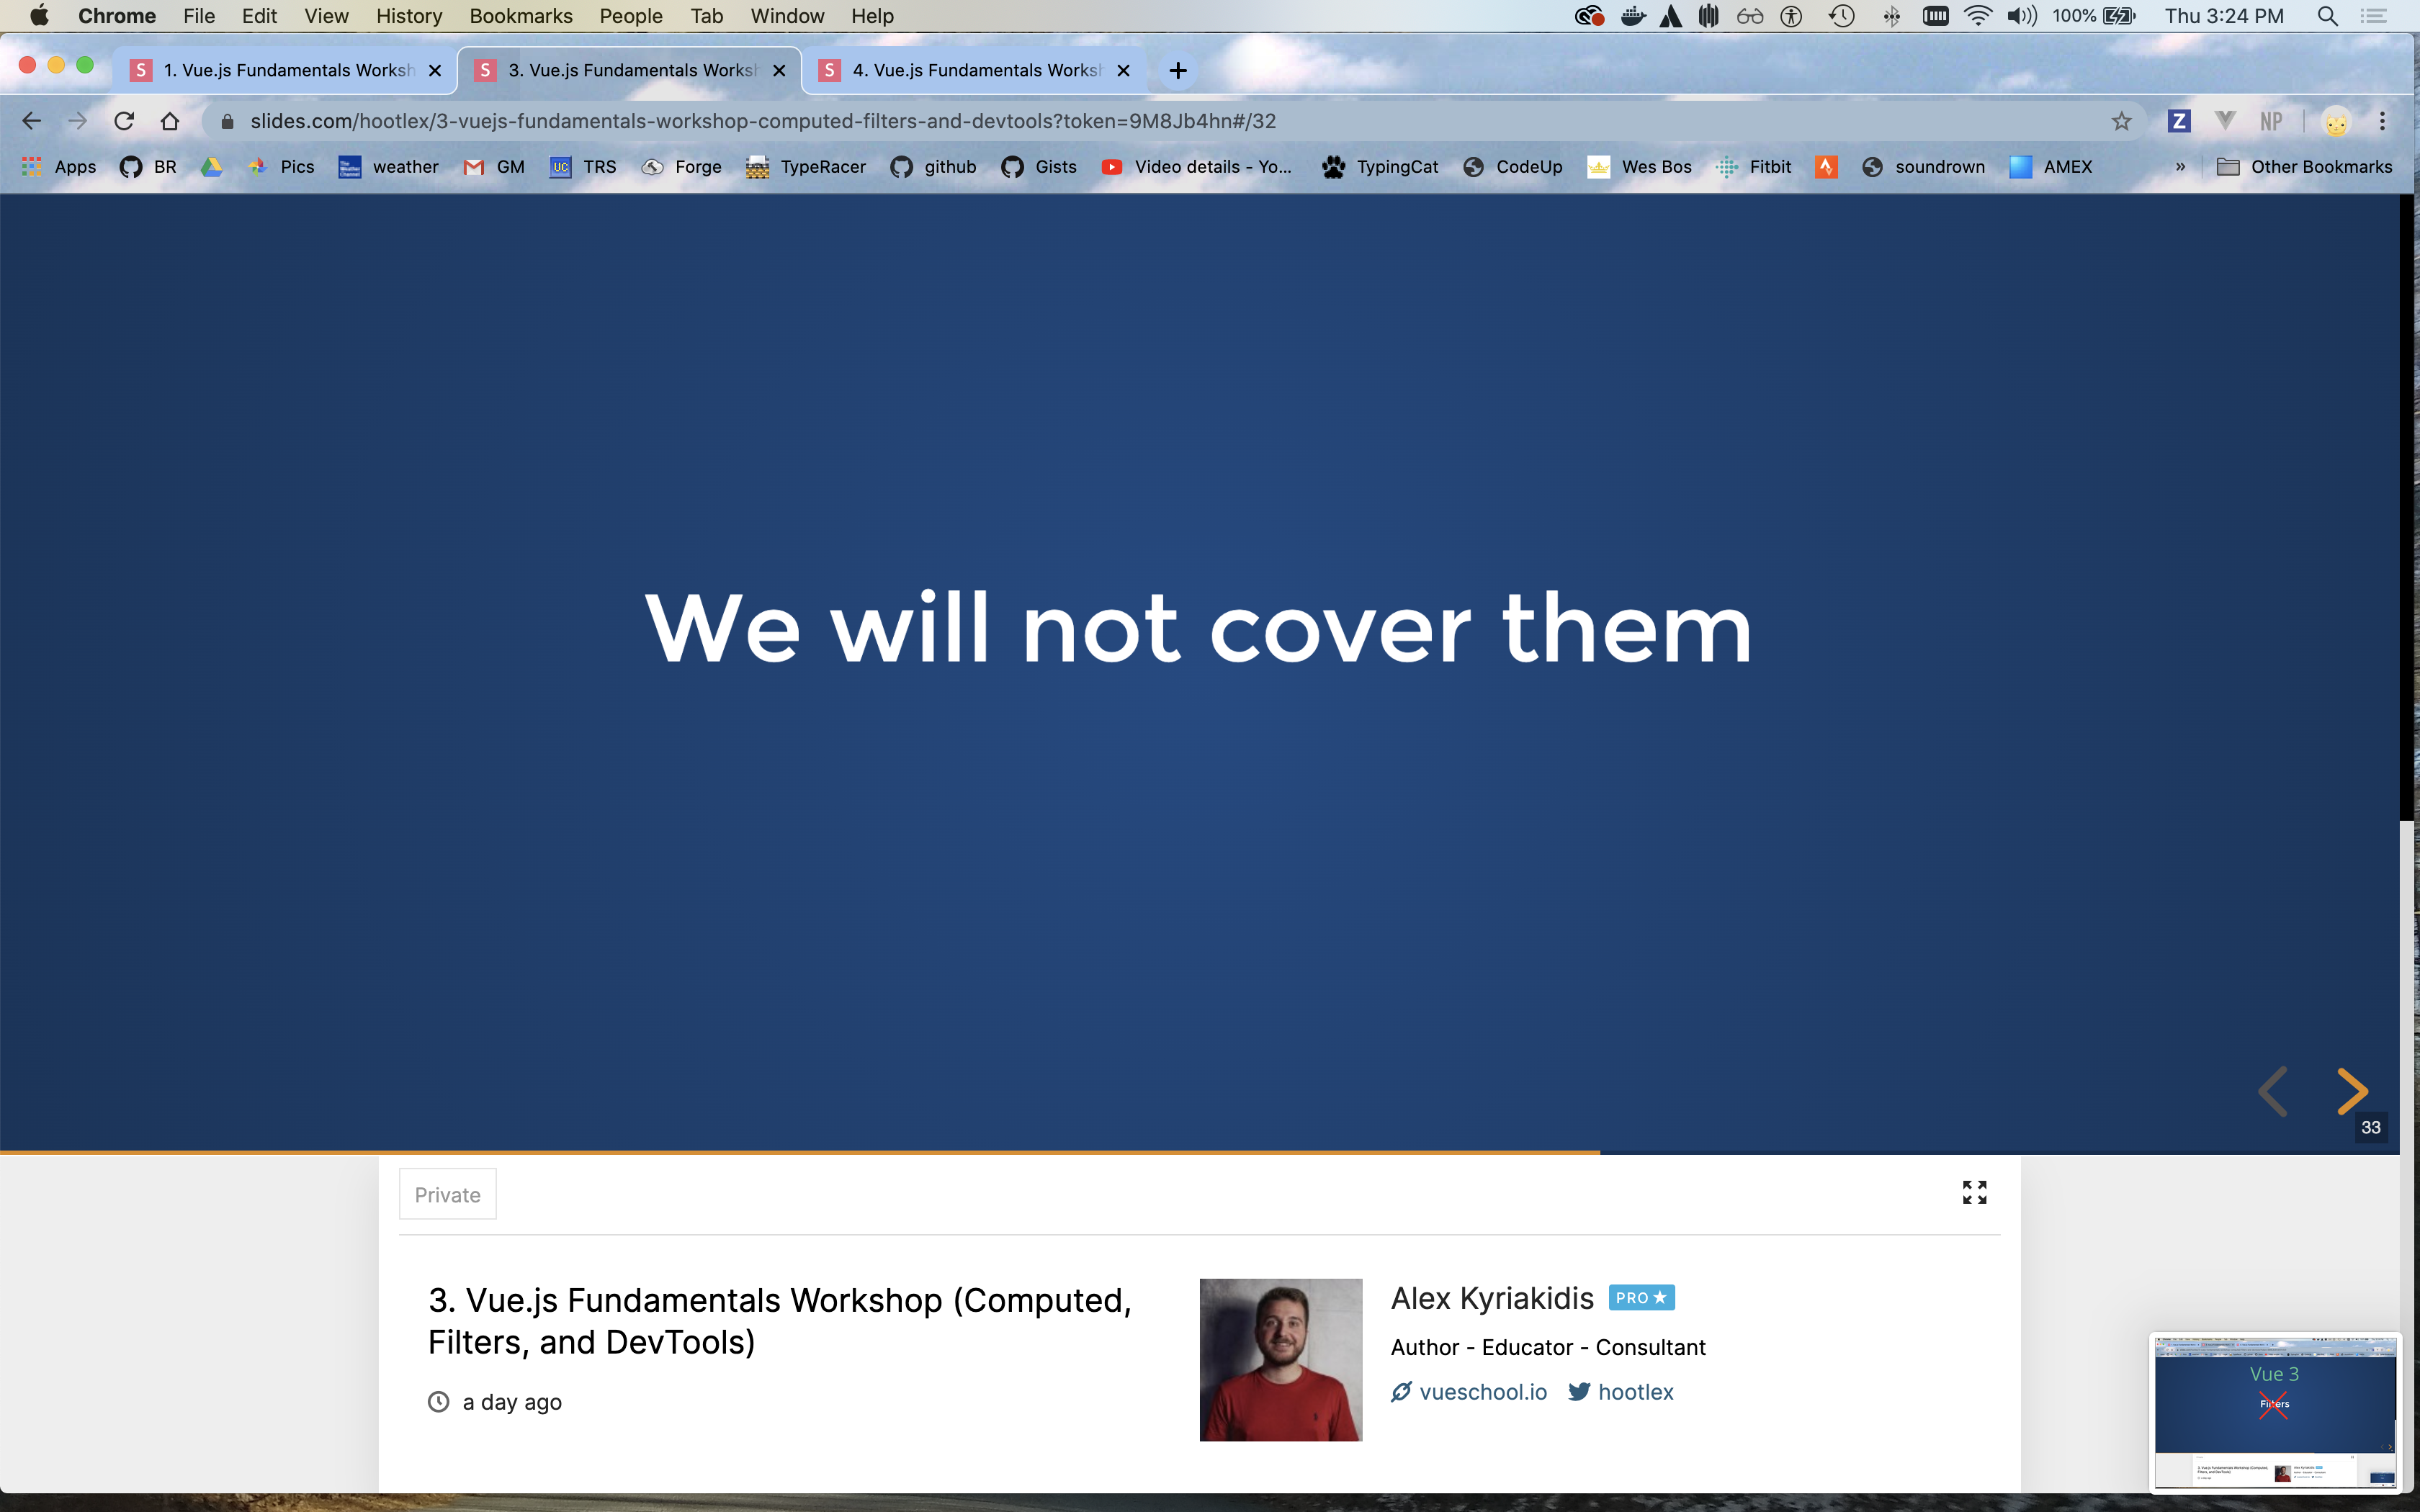 Chrome File Edit View History Bookmarks People Tab Window Help 100% Thu 3:24 PM
S 1. Vue.js Fundamentals Worksh S 3. Vue.js Fundamentals Worksh S 4. Vue.js Fundamentals Worksh
slides.com/hootlex/3-vuejs-fundamentals-workshop-computed-filters-and-devtools?token=9M8Jb4hn#/32 Z NP
Apps BR Pics weather GM UC TRS Forge TypeRacer github Gists Video details - Yo... TypingCat CodeUp Wes Bos Fitbit soundrown AMEX » Other Bookmarks
We will not cover them
33
Private
3. Vue.js Fundamentals Workshop (Computed,
Filters, and DevTools)
a day ago
Alex Kyriakidis PRO
Author - Educator - Consultant
vueschool.io hootlex
Vue 3
Filters